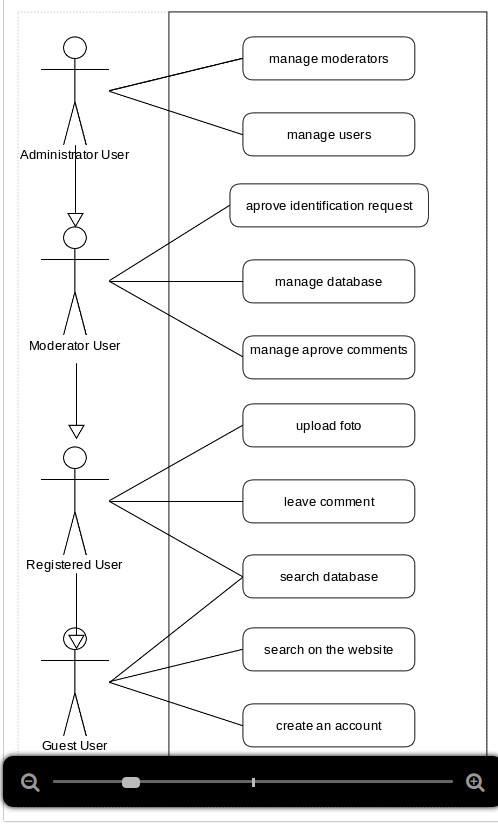 manage moderators
manage users
Administrator User
aprove identification request
manage database
Moderator User
manage aprove comments
upload foto
leave comment
Registered User
search database
search on the website
create an account
Guest User